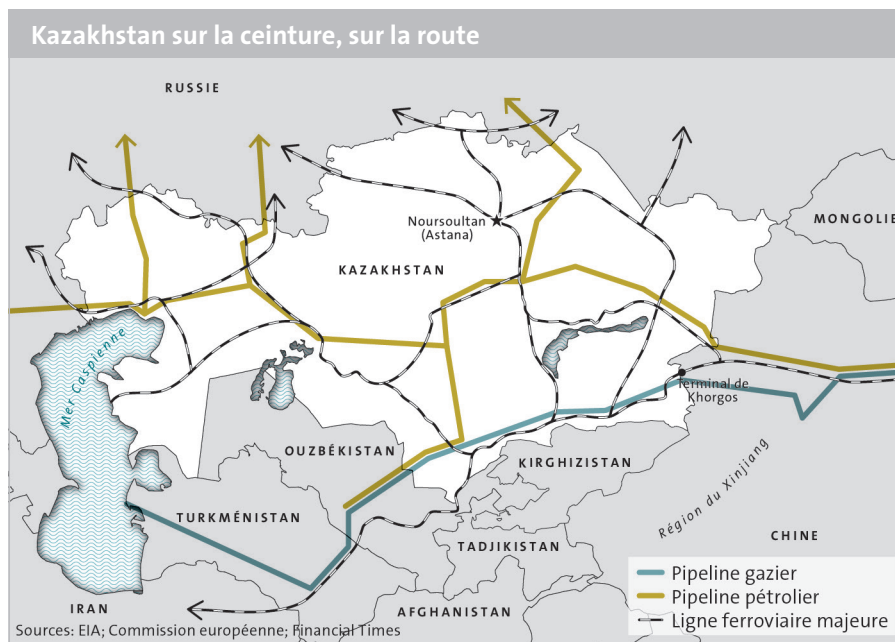 Kazakhstan sur la ceinture, sur la route
RUSSIE
Noursoultan
(Astana)
MONGOLIE
KAZAKHSTAN
Mer Caspienne
Terminal de
Khorgos
OUZBÉKISTAN
KIRGHIZISTAN
Région du Xinjiang
TURKMÉNISTAN
CHINE
TADJIKISTAN
Pipeline gazier
Pipeline pétrolier
IRAN
AFGHANISTAN
Ligne ferroviaire majeure
Sources: EIA; Commission européenne; Financial Times